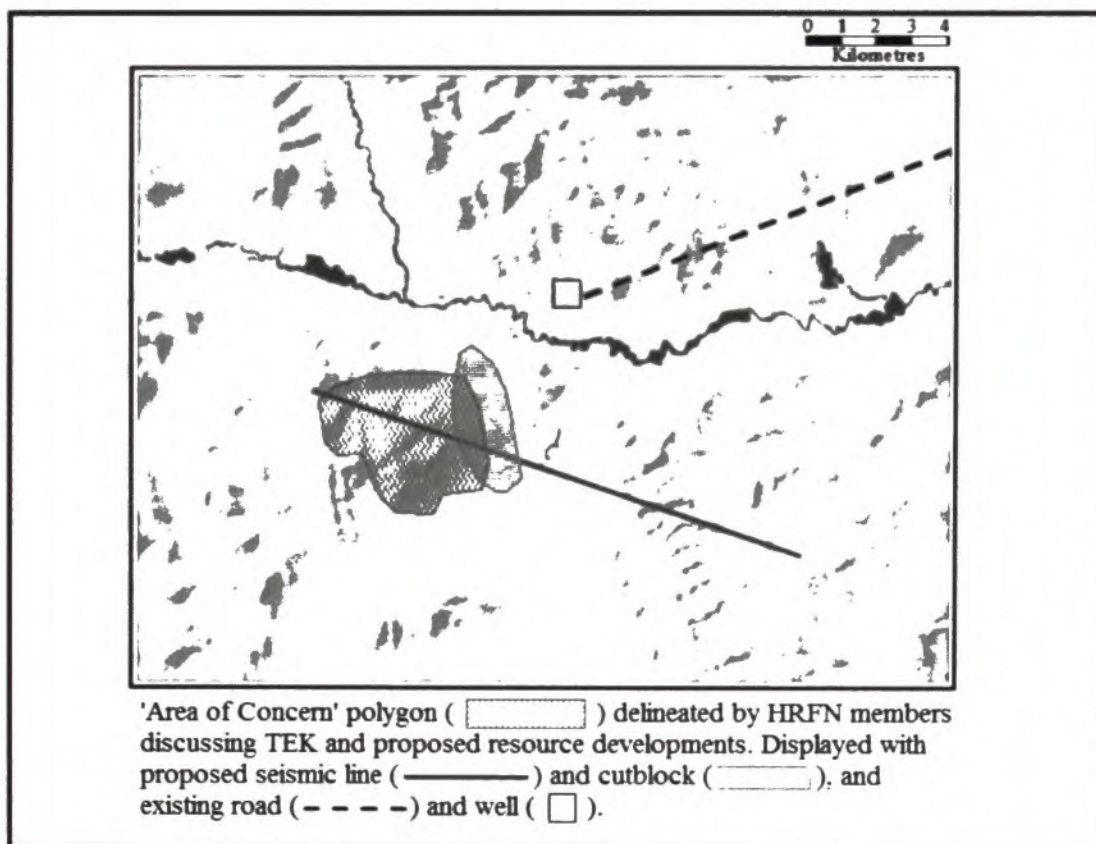 0 1 2 3 4
Kilometres
'Area of Concern' polygon ( ) delineated by HRFN members
discussing TEK and proposed resource developments. Displayed with
proposed seismic line ( ) and cutblock ( ), and
existing road ( - - - - - ) and well ( ).